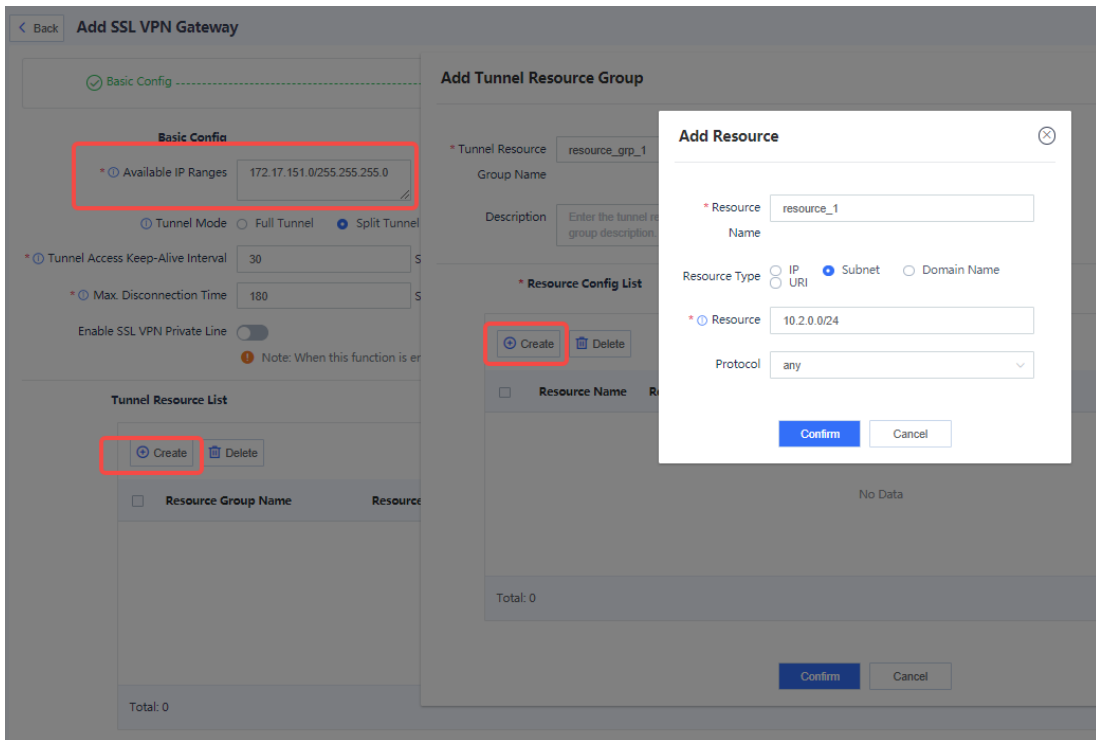 Back Add SSL VPN Gateway
Basic Config
Basic Config
* Available IP Ranges 172.17.151.0/255.255.255.0
Tunnel Mode Full Tunnel Split Tunnel
* Tunnel Access Keep-Alive Interval 30 S
* Max. Disconnection Time 180 S
Enable SSL VPN Private Line
Note: When this function is er
Tunnel Resource List
Create Delete
Resource Group Name Resource
Total: 0
Add Tunnel Resource Group
* Tunnel Resource resource_grp_1
Group Name
Description Enter the tunnel re
group description.
* Resource Config List
Create Delete
Resource Name Re
No Data
Total: 0
Confirm Cancel
Add Resource
* Resource resource_1
Name
Resource Type IP Subnet Domain Name
URI
* Resource 10.2.0.0/24
Protocol any
Confirm Cancel